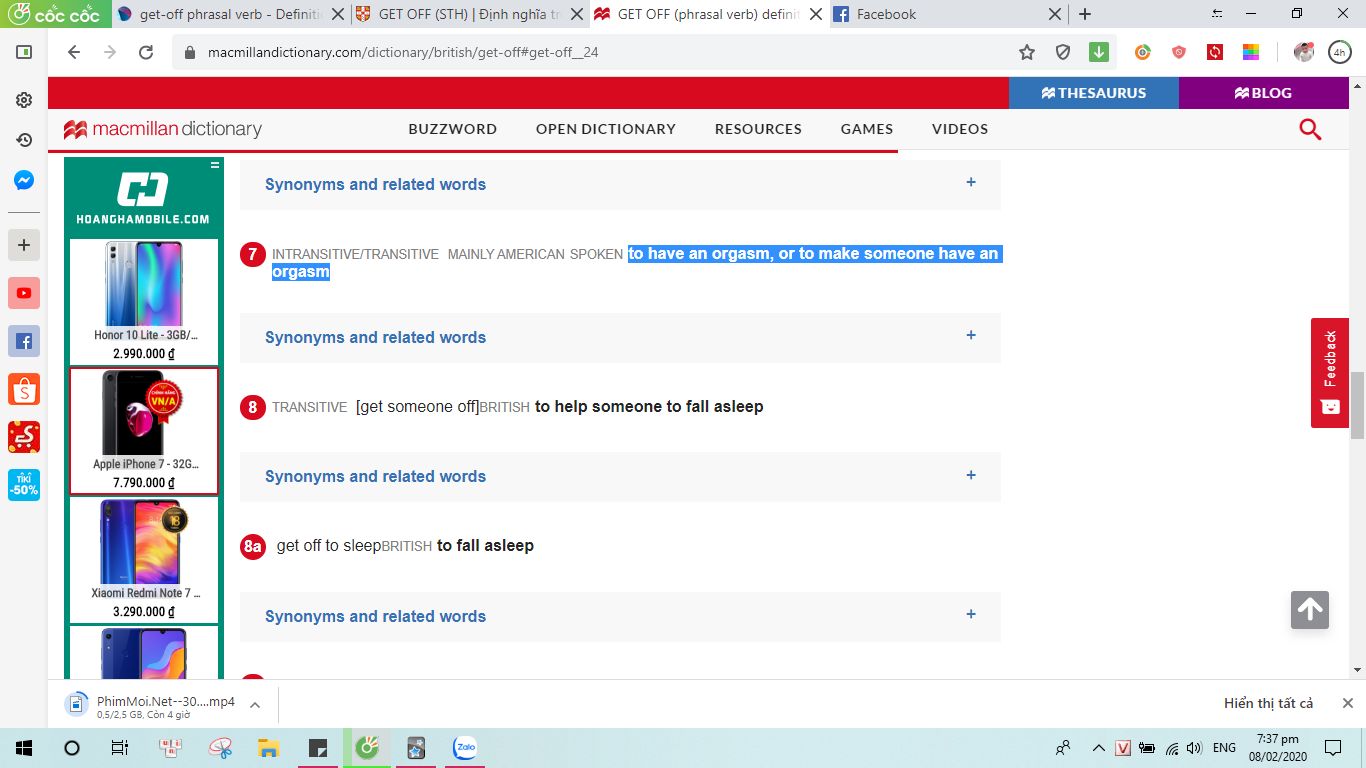 cốc cốc
get-off phrasal verb - Definiti
GET OFF (STH) | Định nghĩa tr
GET OFF (phrasal verb) definit
Facebook
macmillandictionary.com/dictionary/british/get-off#get-off__24
4h
THESAURUS
BLOG
macmillan dictionary
BUZZWORD
OPEN DICTIONARY
RESOURCES
GAMES
VIDEOS
HOANGHAMOBILE.COM
Honor 10 Lite - 3GB/...
2.990.000 ₫
CHÍNH HÃNG
VN/A
Apple iPhone 7 - 32G...
7.790.000 ₫
18
Xiaomi Redmi Note 7 ...
3.290.000 ₫
TIKI
-50%
Synonyms and related words +
7 INTRANSITIVE/TRANSITIVE MAINLY AMERICAN SPOKEN to have an orgasm, or to make someone have an
orgasm
Synonyms and related words +
8 TRANSITIVE [get someone off]BRITISH to help someone to fall asleep
Synonyms and related words +
8a get off to sleepBRITISH to fall asleep
Synonyms and related words +
Feedback
PhimMoi.Net--30....mp4
0,5/2,5 GB, Còn 4 giờ
Hiển thị tất cả
Zalo
V
ENG
7:37 pm
08/02/2020